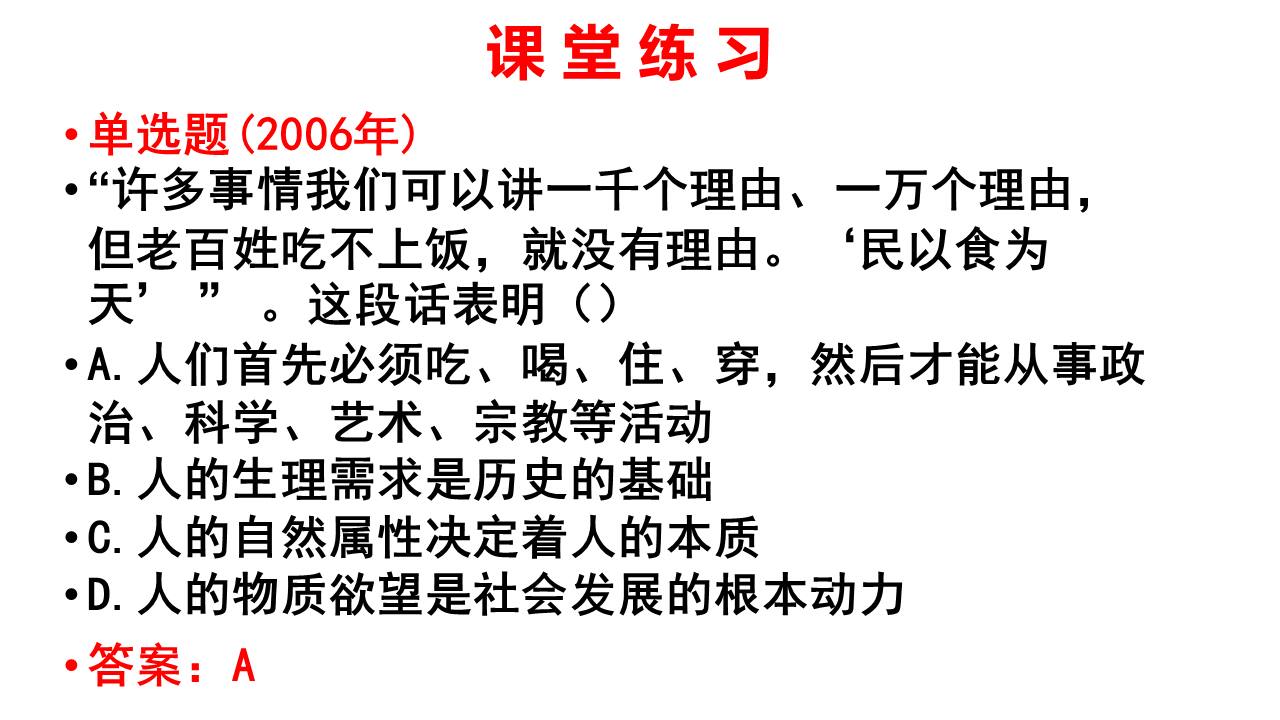 课堂练习
•单选题(2006年)
•“许多事情我们可以讲一千个理由、一万个理由，
但老百姓吃不上饭，就没有理由。‘民以食为
天’ ”。这段话表明（）
•A.人们首先必须吃、喝、住、穿，然后才能从事政
治、科学、艺术、宗教等活动
•B.人的生理需求是历史的基础
•C.人的自然属性决定着人的本质
•D.人的物质欲望是社会发展的根本动力
•答案：A